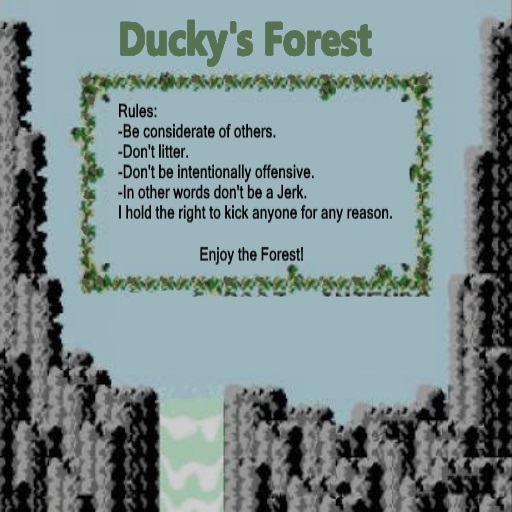 Ducky's Forest
Rules:
-Be considerate of others.
-Don't litter.
-Don't be intentionally offensive.
-In other words don't be a Jerk.
I hold the right to kick anyone for any reason.
Enjoy the Forest!